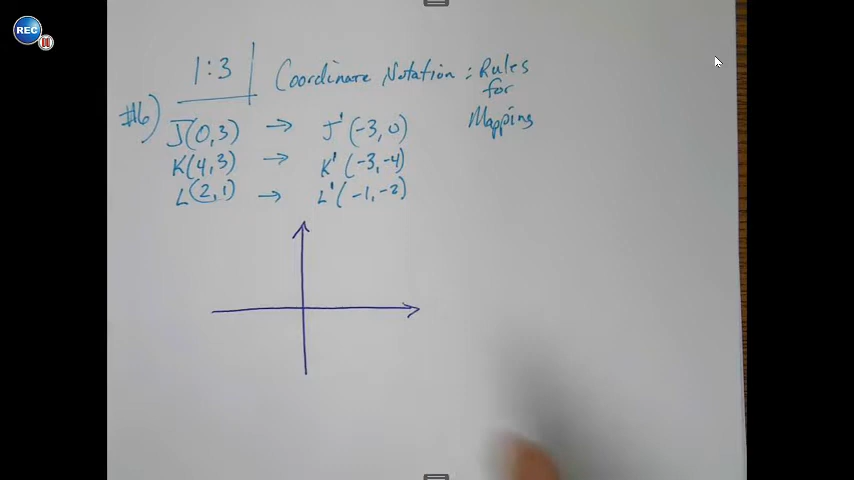 REC
1:3 Coordinate Notation: Rules
for
Mapping
#6)
J(0,3) → J'(-3,0)
K(4,3) → K'(-3,-4)
L(2,1) → L'(-1,-2)